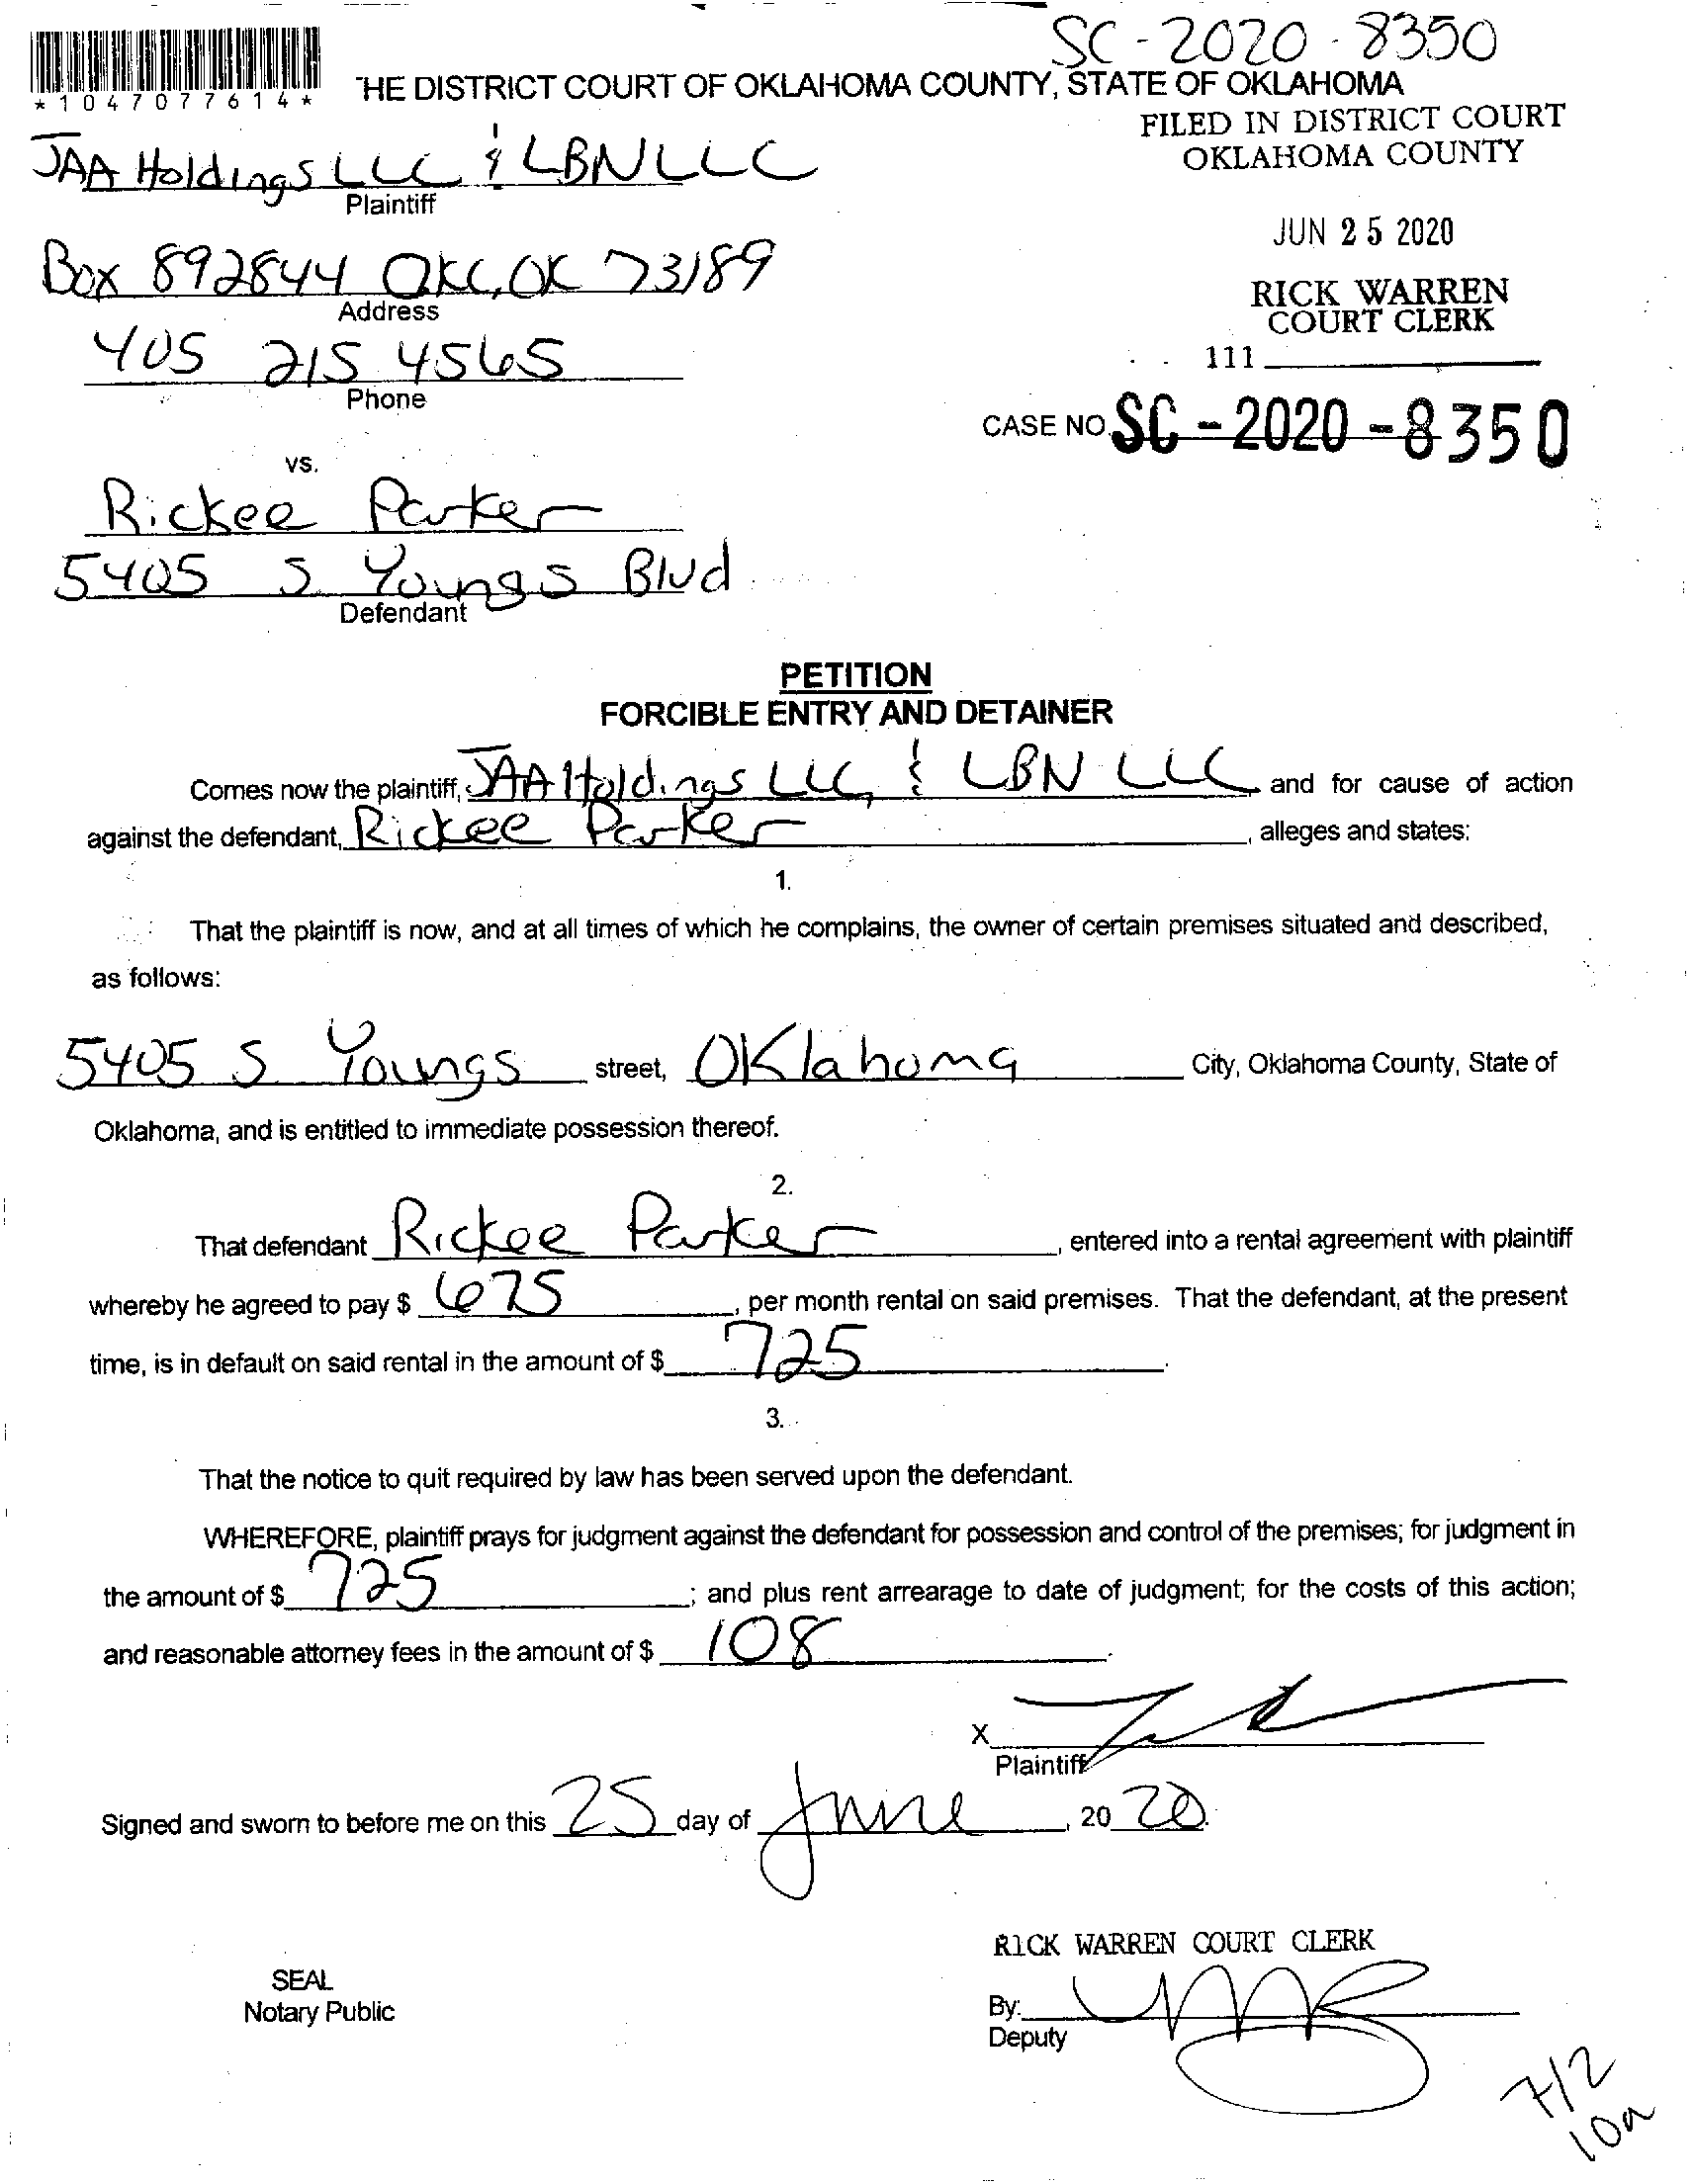 SC-2020-8350
*1047077614*
THE DISTRICT COURT OF OKLAHOMA COUNTY, STATE OF OKLAHOMA
FILED IN DISTRICT COURT
OKLAHOMA COUNTY
JAA Holdings LLC & LBN LLC
Plaintiff
JUN 25 2020
Box 892844 OKC, OK 73189
Address
RICK WARREN
COURT CLERK
405 215 4565
Phone
111
CASE NO. SC-2020-8350
vs.
Rickee Parker
5405 S. Youngs Blvd
Defendant
PETITION
FORCIBLE ENTRY AND DETAINER
Comes now the plaintiff, JAA Holdings LLC, & LBN LLC and for cause of action
against the defendant, Rickee Parker, alleges and states:
1.
That the plaintiff is now, and at all times of which he complains, the owner of certain premises situated and described,
as follows:
5405 S. Youngs street, Oklahoma City, Oklahoma County, State of
Oklahoma, and is entitled to immediate possession thereof.
2.
That defendant Rickee Parker, entered into a rental agreement with plaintiff
whereby he agreed to pay $ 675, per month rental on said premises. That the defendant, at the present
time, is in default on said rental in the amount of $ 725.
3.
That the notice to quit required by law has been served upon the defendant.
WHEREFORE, plaintiff prays for judgment against the defendant for possession and control of the premises; for judgment in
the amount of $ 725; and plus rent arrearage to date of judgment; for the costs of this action;
and reasonable attorney fees in the amount of $ 108.
X
Plaintiff
Signed and sworn to before me on this 25 day of June, 20 20.
RICK WARREN COURT CLERK
SEAL
Notary Public
By:
Deputy
7/2
10a